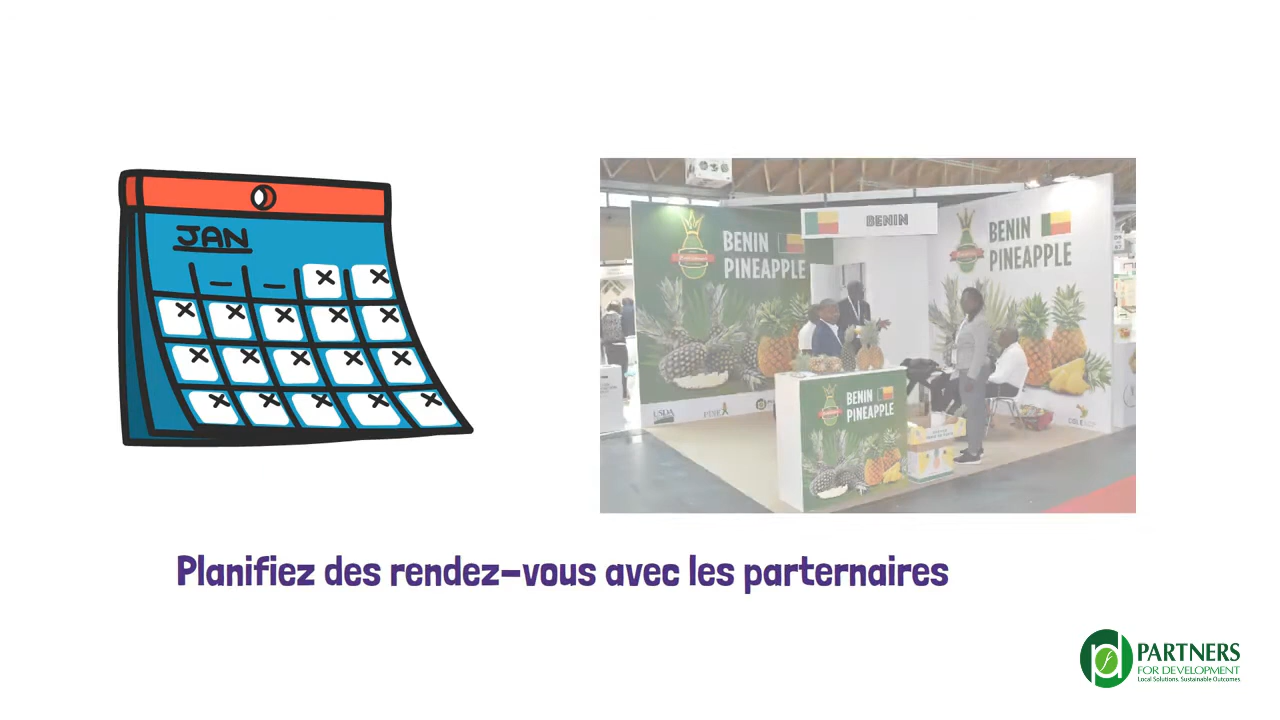 JAN
BENIN
BENIN
PINEAPPLE
BENIN
PINEAPPLE
BENIN
PINEAPPLE
USDA
Planifiez des rendez-vous avec les parternaires
PARTNERS
FOR DEVELOPMENT
Local Solutions. Sustainable Outcomes